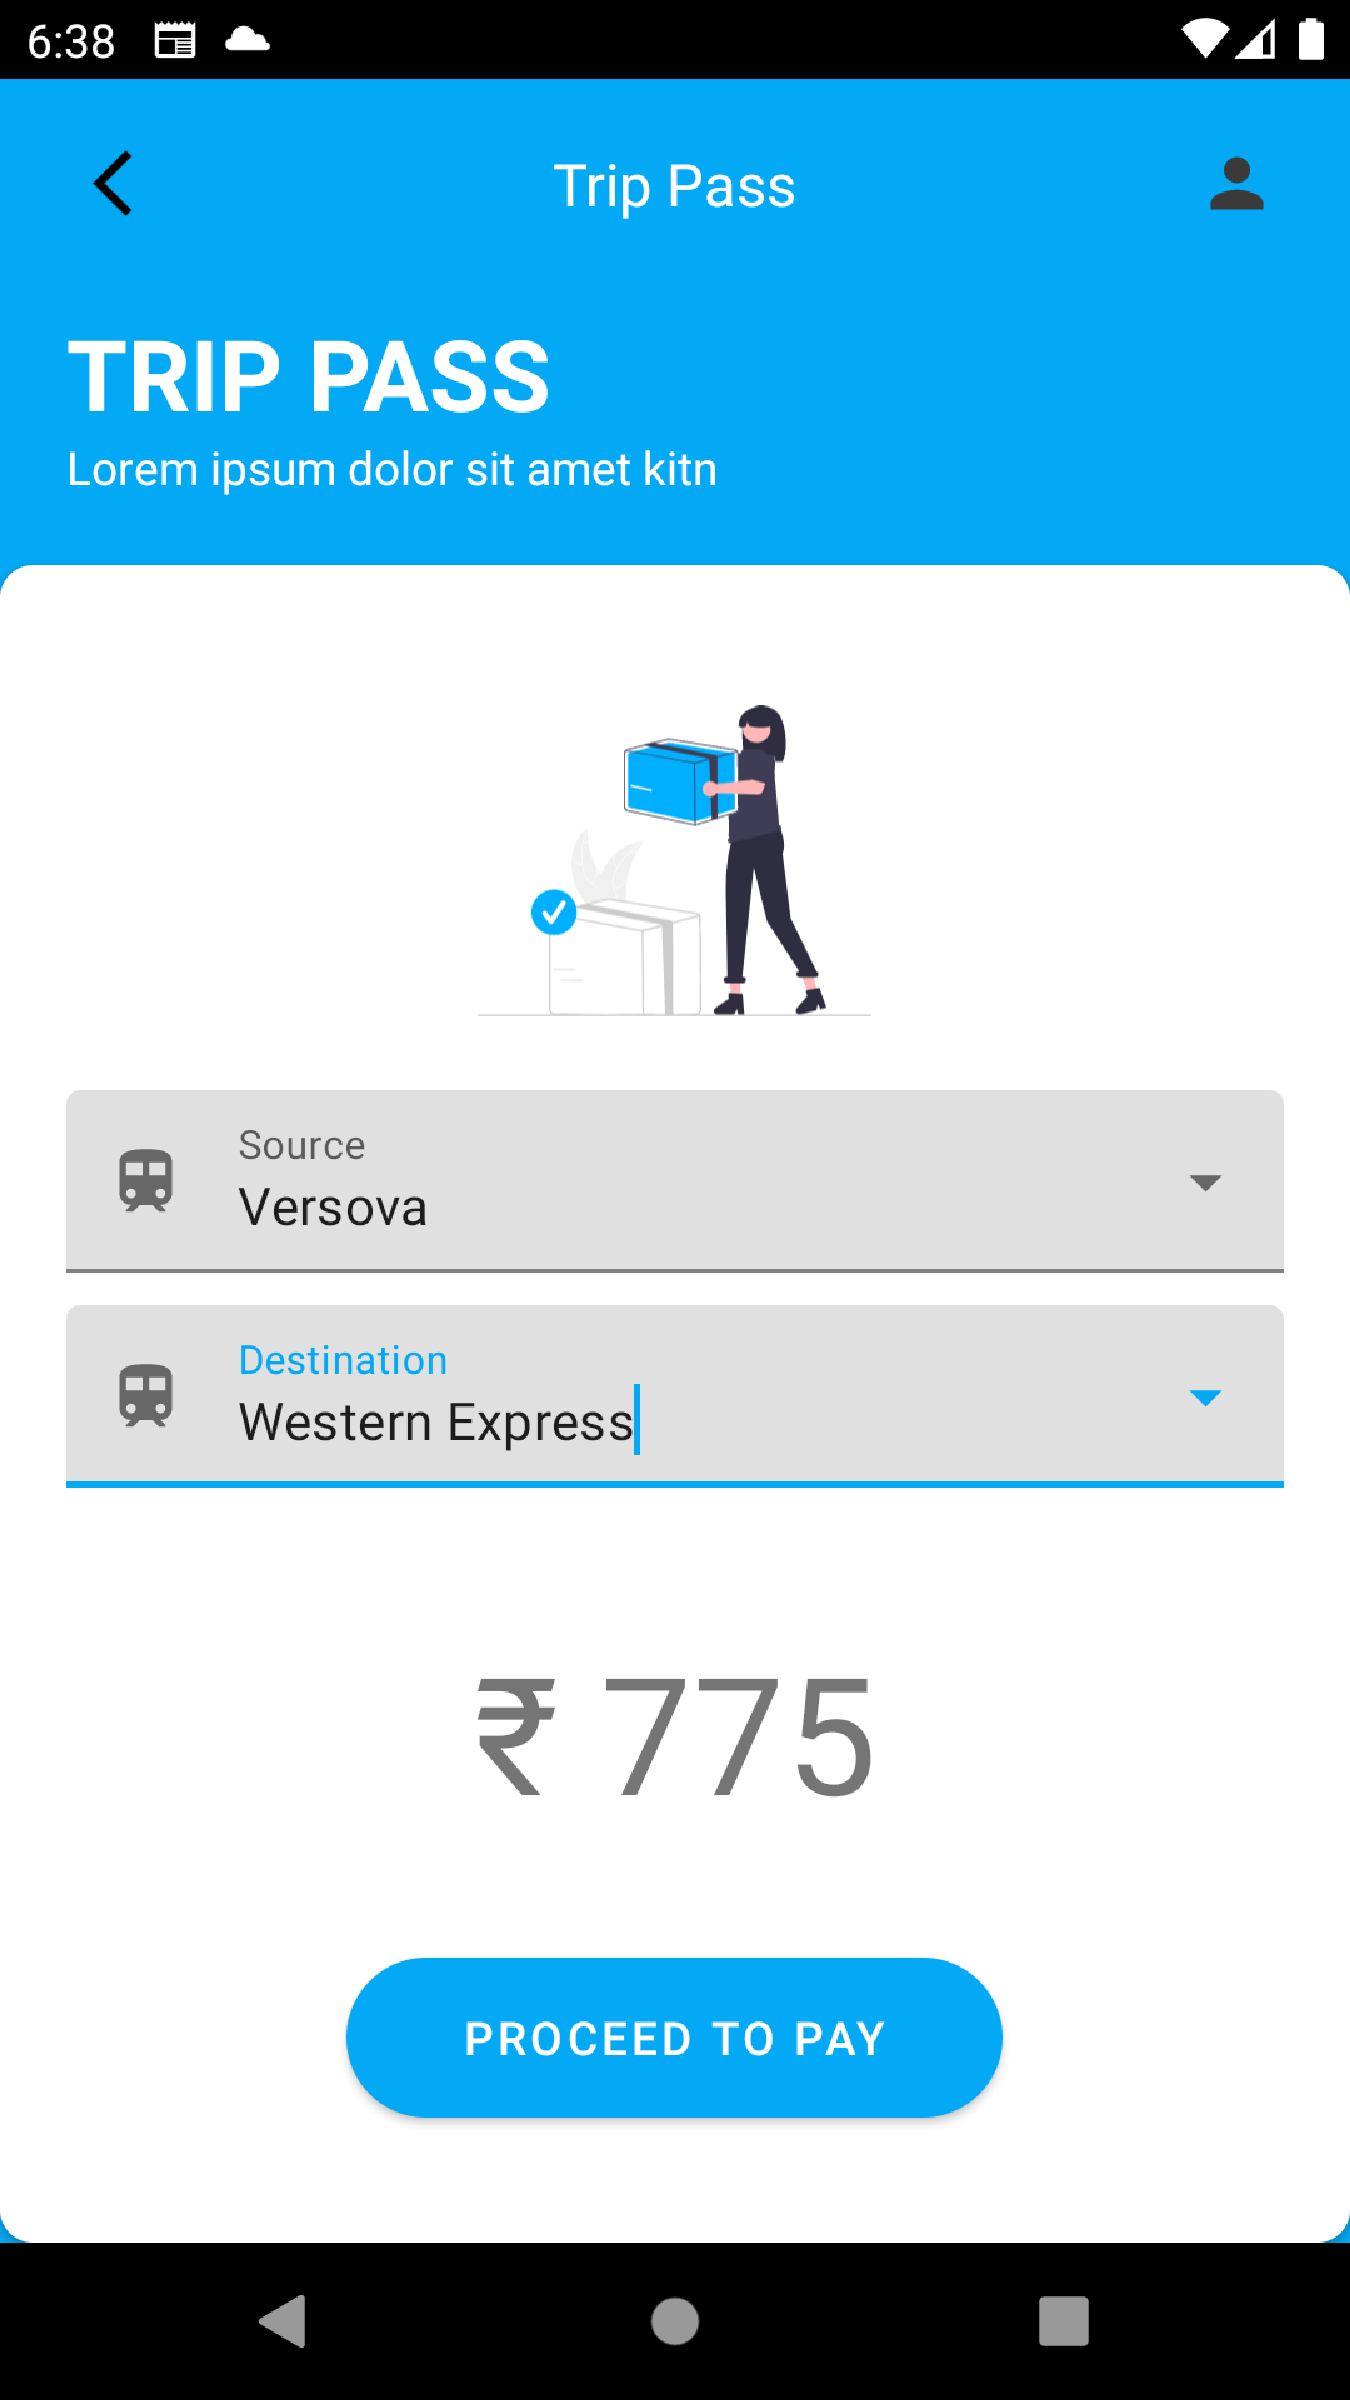 6:38
Trip Pass
TRIP PASS
Lorem ipsum dolor sit amet kitn
Source
Versova
Destination
Western Express
₹ 775
PROCEED TO PAY